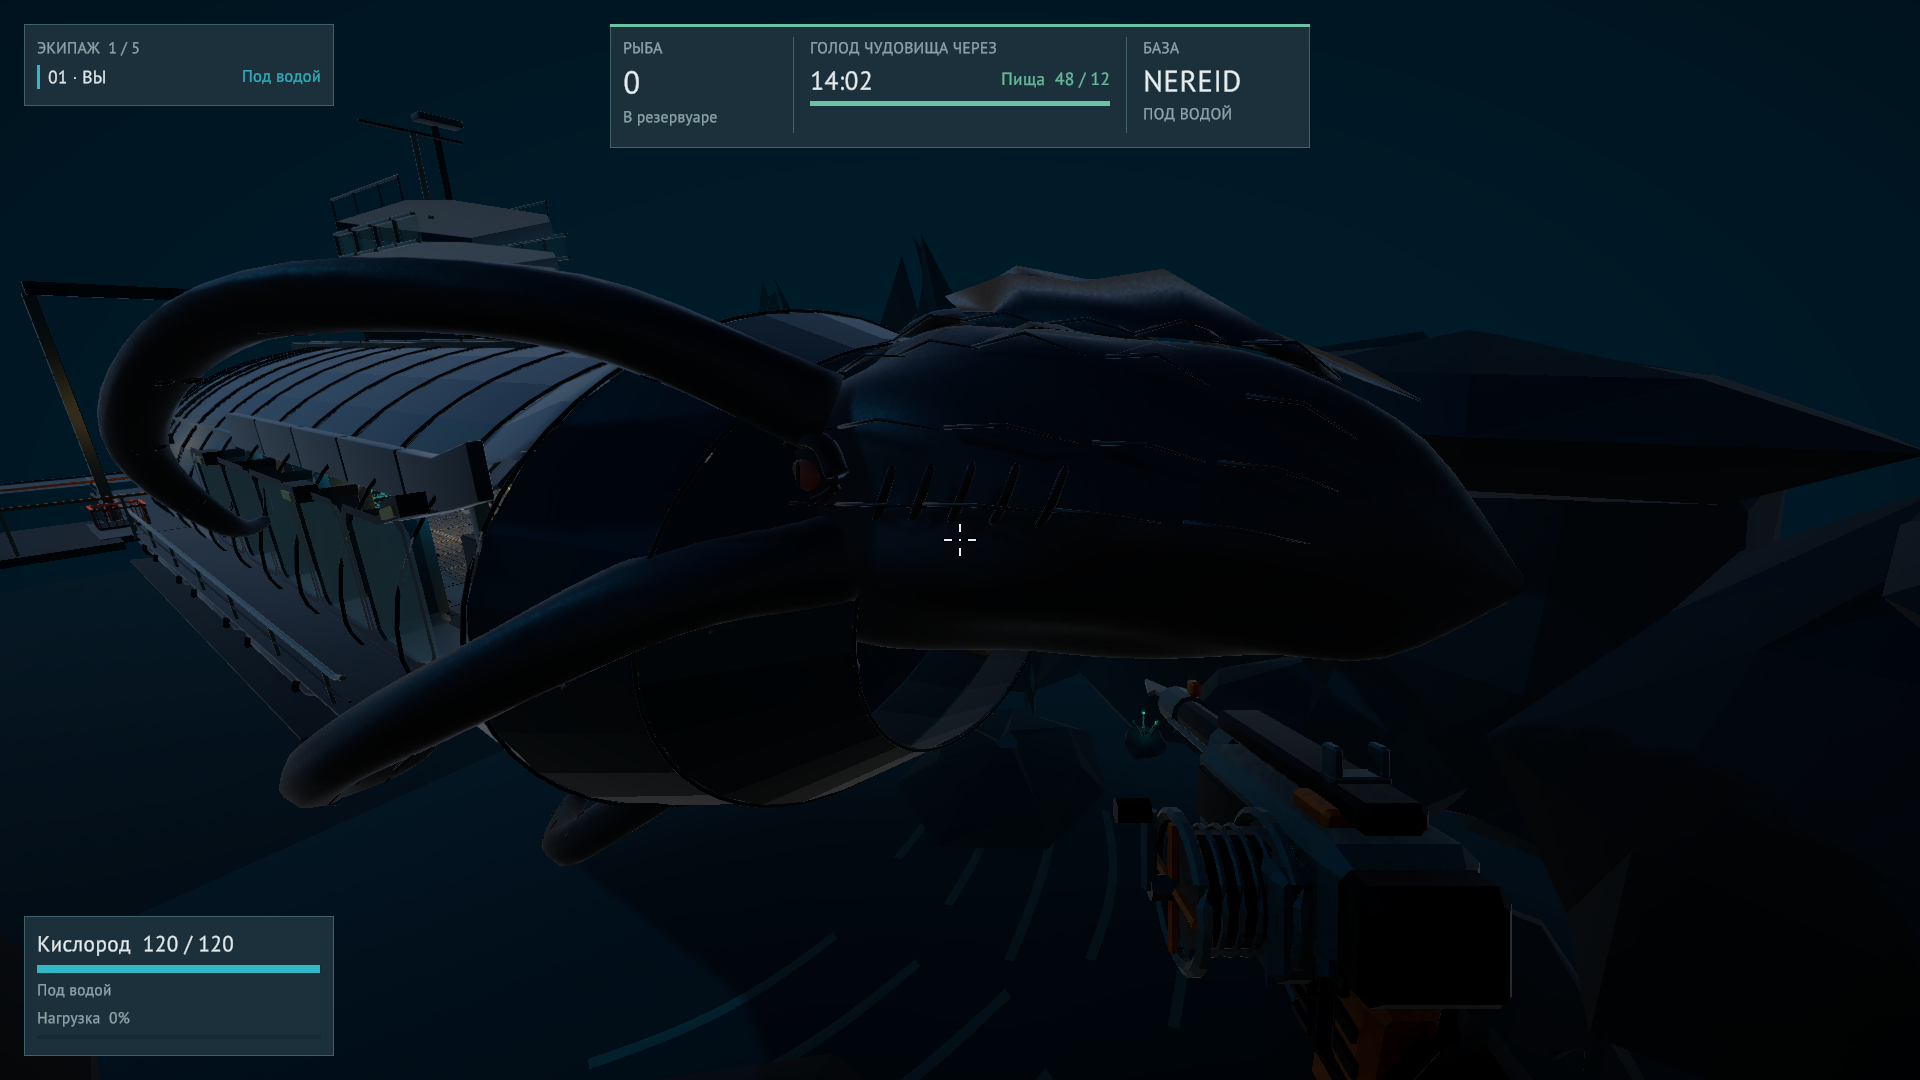 ЭКИПАЖ 1 / 5
01 · ВЫ Под водой
РЫБА
0
В резервуаре
ГОЛОД ЧУДОВИЩА ЧЕРЕЗ
14:02 Пища 48 / 12
БАЗА
NEREID
ПОД ВОДОЙ
Кислород 120 / 120
Под водой
Нагрузка 0%